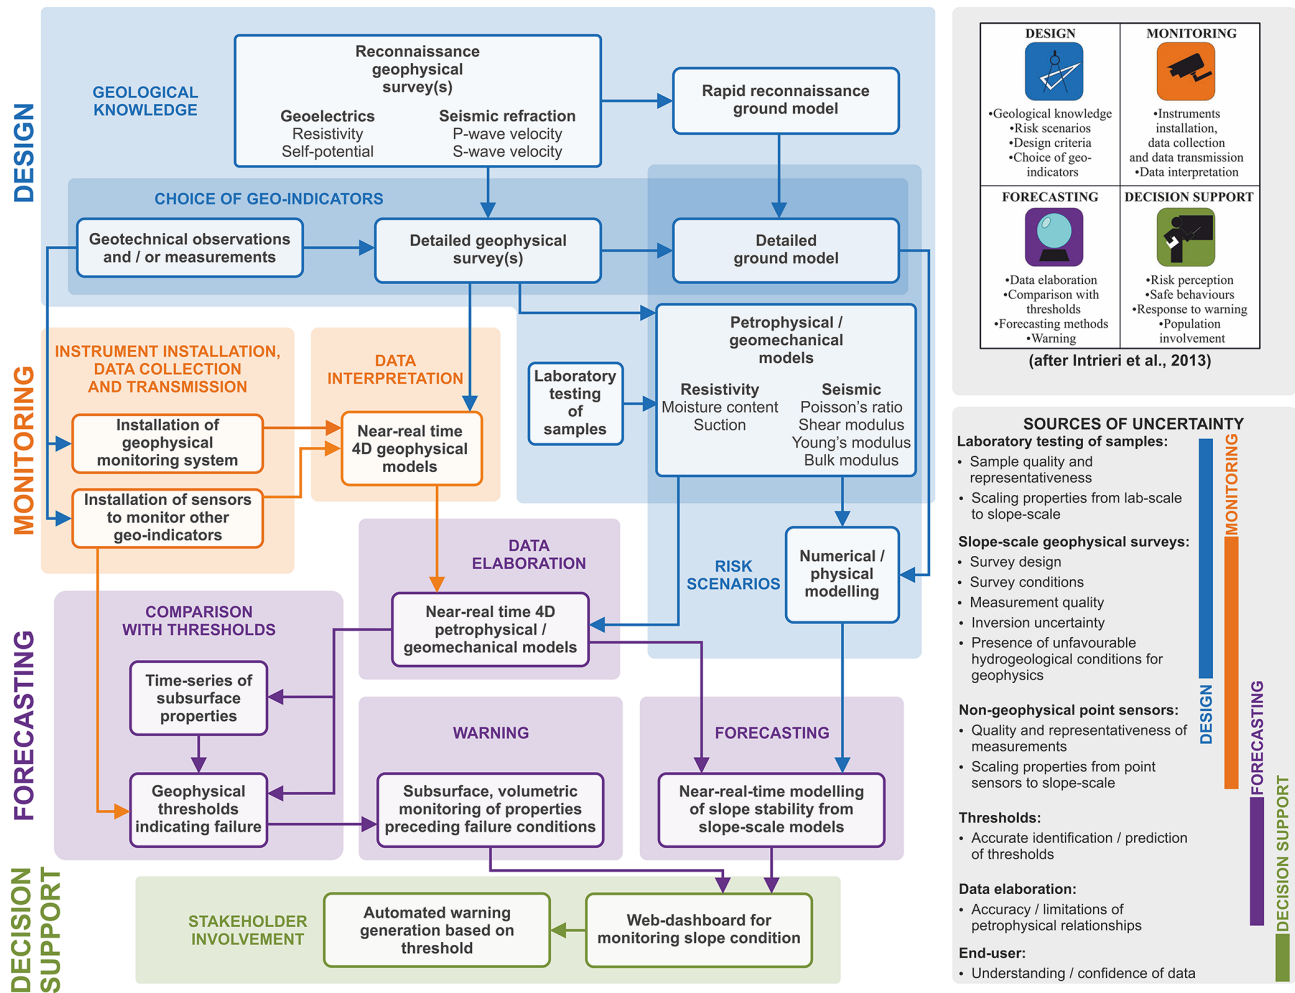 DESIGN
GEOLOGICAL
KNOWLEDGE
Reconnaissance
geophysical
survey(s)
Geoelectrics
Resistivity
Self-potential
Seismic refraction
P-wave velocity
S-wave velocity
Rapid reconnaissance
ground model
CHOICE OF GEO-INDICATORS
Geotechnical observations
and / or measurements
Detailed geophysical
survey(s)
Detailed
ground model
Petrophysical /
geomechanical
models
Resistivity
Moisture content
Suction
Seismic
Poisson's ratio
Shear modulus
Young's modulus
Bulk modulus
Laboratory
testing
of
samples
RISK
SCENARIOS
Numerical /
physical
modelling
MONITORING
INSTRUMENT INSTALLATION,
DATA COLLECTION
AND TRANSMISSION
Installation of
geophysical
monitoring system
Installation of sensors
to monitor other
geo-indicators
DATA
INTERPRETATION
Near-real time
4D geophysical
models
FORECASTING
DATA
ELABORATION
Near-real time 4D
petrophysical /
geomechanical models
COMPARISON
WITH THRESHOLDS
Time-series of
subsurface
properties
Geophysical
thresholds
indicating failure
WARNING
Subsurface, volumetric
monitoring of properties
preceding failure conditions
FORECASTING
Near-real-time modelling
of slope stability from
slope-scale models
DECISION
SUPPORT
STAKEHOLDER
INVOLVEMENT
Automated warning
generation based on
threshold
Web-dashboard for
monitoring slope condition
DESIGN
•Geological knowledge
•Risk scenarios
•Design criteria
•Choice of geo-
indicators
MONITORING
•Instruments
installation,
data collection
and data transmission
•Data interpretation
FORECASTING
•Data elaboration
•Comparison with
thresholds
•Forecasting methods
•Warning
DECISION SUPPORT
•Risk perception
•Safe behaviours
•Response to warning
•Population
involvement
(after Intrieri et al., 2013)
SOURCES OF UNCERTAINTY
Laboratory testing of samples:
• Sample quality and
representativeness
• Scaling properties from lab-scale
to slope-scale
Slope-scale geophysical surveys:
• Survey design
• Survey conditions
• Measurement quality
• Inversion uncertainty
• Presence of unfavourable
hydrogeological conditions for
geophysics
Non-geophysical point sensors:
• Quality and representativeness of
measurements
• Scaling properties from point
sensors to slope-scale
Thresholds:
• Accurate identification / prediction
of thresholds
Data elaboration:
• Accuracy / limitations of
petrophysical relationships
End-user:
• Understanding / confidence of data
DESIGN
MONITORING
FORECASTING
DECISION SUPPORT